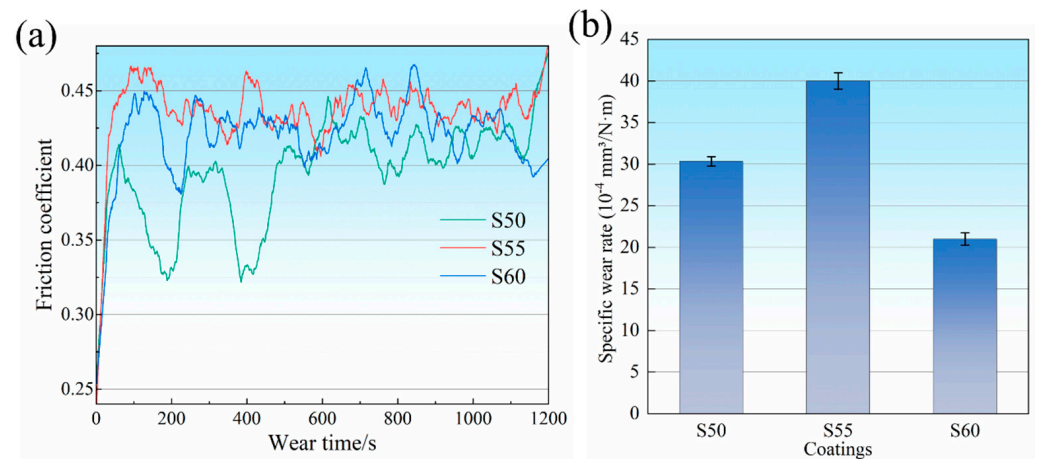 (a)
Friction coefficient
0.45
0.40
0.35
0.30
0.25
S50
S55
S60
0
200
400
600
800
1000
1200
Wear time/s
(b)
Specific wear rate (10⁻⁴ mm³/N·m)
45
40
35
30
25
20
15
10
5
0
S50
S55
S60
Coatings